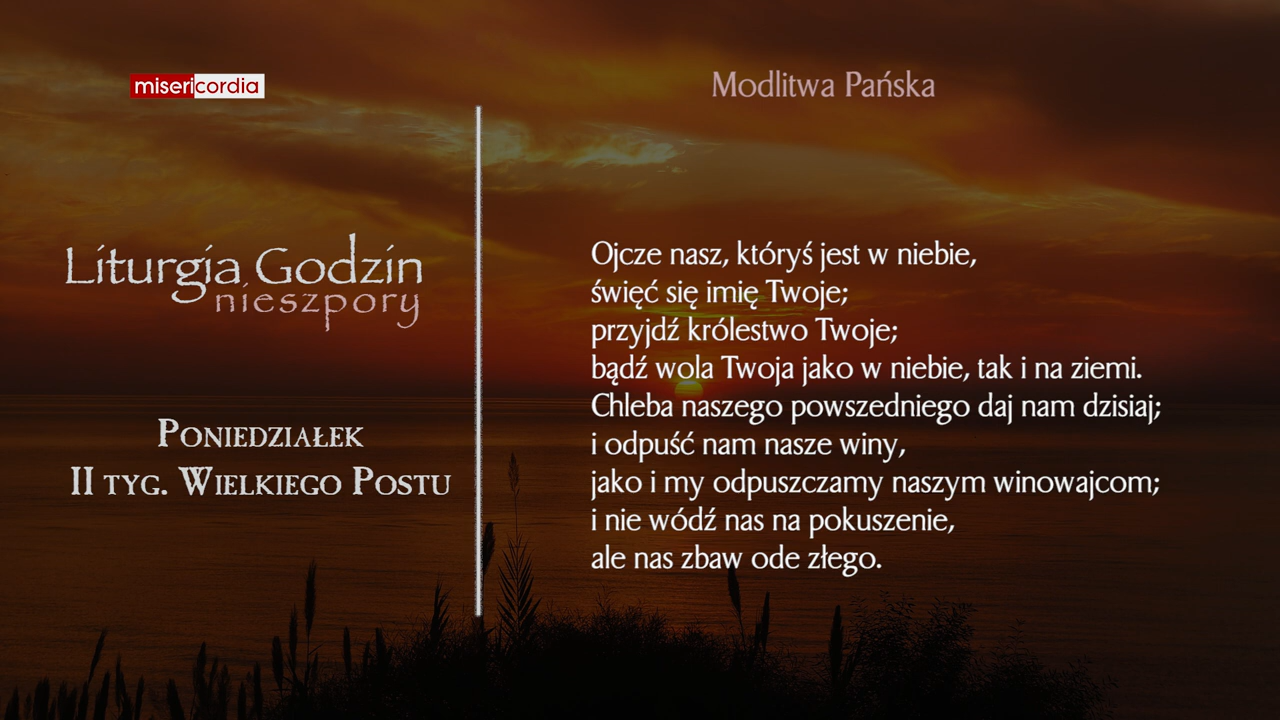 misericordia
Liturgia Godzin
nieszpory
Poniedziałek
II tyg. Wielkiego Postu
Modlitwa Pańska
Ojcze nasz, któryś jest w niebie,
święć się imię Twoje;
przyjdź królestwo Twoje;
bądź wola Twoja jako w niebie, tak i na ziemi.
Chleba naszego powszedniego daj nam dzisiaj;
i odpuść nam nasze winy,
jako i my odpuszczamy naszym winowajcom;
i nie wódź nas na pokuszenie,
ale nas zbaw ode złego.